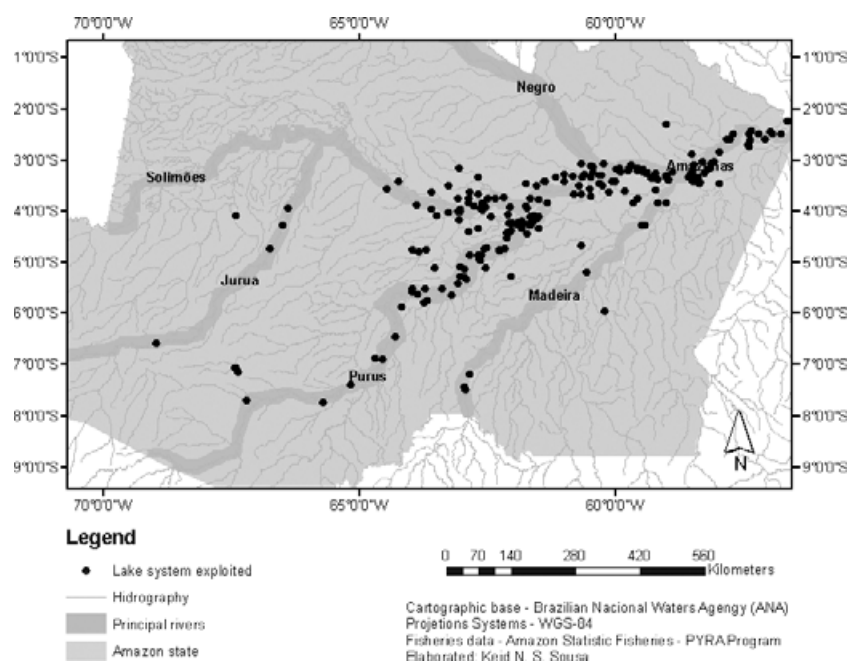 70°0'0"W 65°0'0"W 60°0'0"W
1°0'0"S 1°0'0"S
Negro
2°0'0"S 2°0'0"S
3°0'0"S Amazonas 3°0'0"S
Solimões
4°0'0"S 4°0'0"S
5°0'0"S 5°0'0"S
Jurua
Madeira
6°0'0"S 6°0'0"S
7°0'0"S 7°0'0"S
Purus
8°0'0"S 8°0'0"S
9°0'0"S 9°0'0"S
N
70°0'0"W 65°0'0"W 60°0'0"W
Legend
Lake system exploited
Hidrography
Principal rivers
Amazon state
0 70 140 280 420 560
Kilometers
Cartographic base - Brazilian Nacional Waters Agengy (ANA)
Projetions Systems - WGS-84
Fisheries data - Amazon Statistic Fisheries - PYRA Program
Elaborated: Keid N. S. Sousa